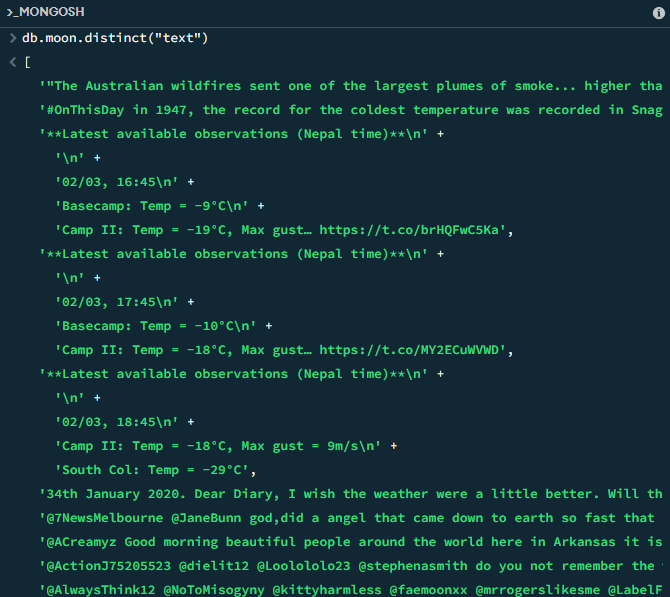 >_MONGOSH
> db.moon.distinct("text")
< [
'"The Australian wildfires sent one of the largest plumes of smoke... higher tha
'#OnThisDay in 1947, the record for the coldest temperature was recorded in Snag
'**Latest available observations (Nepal time)**\n' +
'\n' +
'02/03, 16:45\n' +
'Basecamp: Temp = -9°C\n' +
'Camp II: Temp = -19°C, Max gust… https://t.co/brHQFwC5Ka',
'**Latest available observations (Nepal time)**\n' +
'\n' +
'02/03, 17:45\n' +
'Basecamp: Temp = -10°C\n' +
'Camp II: Temp = -18°C, Max gust… https://t.co/MY2ECuWVWD',
'**Latest available observations (Nepal time)**\n' +
'\n' +
'02/03, 18:45\n' +
'Camp II: Temp = -18°C, Max gust = 9m/s\n' +
'South Col: Temp = -29°C',
'34th January 2020. Dear Diary, I wish the weather were a little better. Will th
'@7NewsMelbourne @JaneBunn god,did a angel that came down to earth so fast that
'@ACreamyz Good morning beautiful people around the world here in Arkansas it is
'@ActionJ75205523 @dielit12 @Loolololo23 @stephenasmith do you not remember the
'@AlwaysThink12 @NoToMisogyny @kittyharmless @faemoonxx @mrrogerslikesme @LabelF